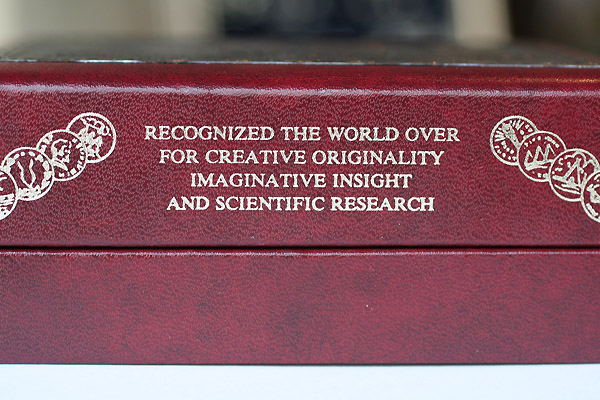 RECOGNIZED THE WORLD OVER
FOR CREATIVE ORIGINALITY
IMAGINATIVE INSIGHT
AND SCIENTIFIC RESEARCH